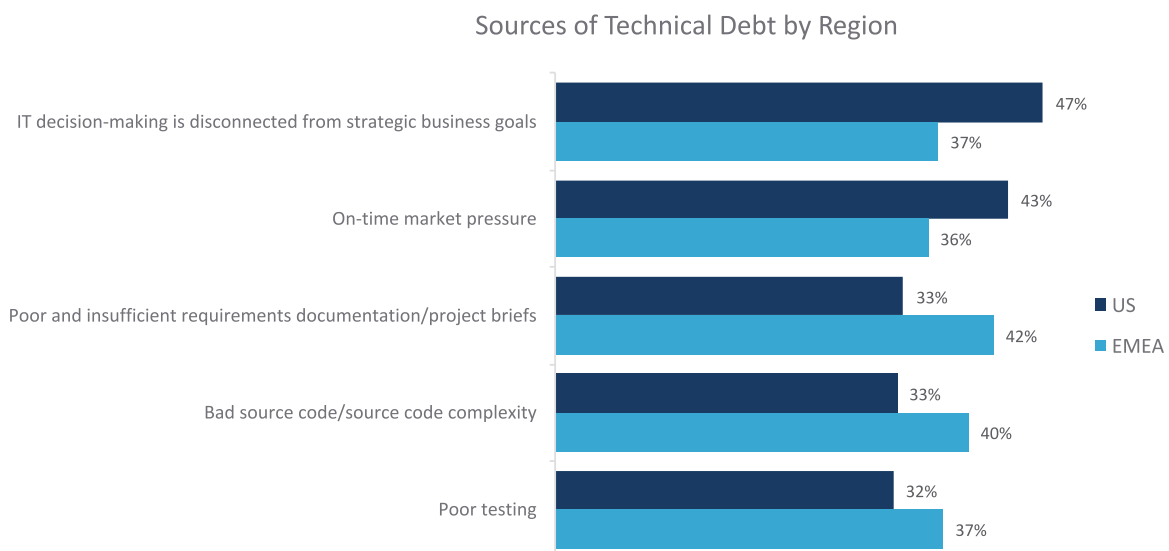 Sources of Technical Debt by Region
IT decision-making is disconnected from strategic business goals
47%
37%
On-time market pressure
43%
36%
Poor and insufficient requirements documentation/project briefs
33%
42%
US
EMEA
Bad source code/source code complexity
33%
40%
Poor testing
32%
37%